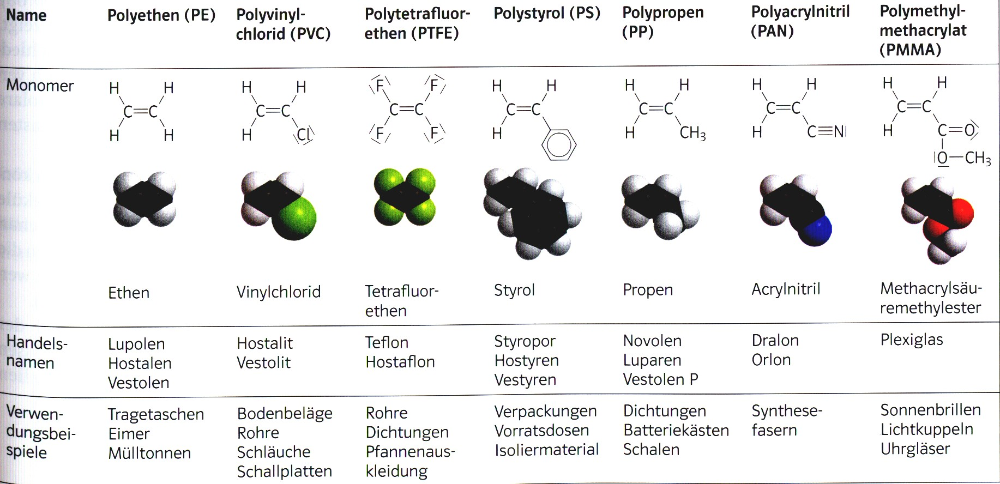 Name Polyethen (PE) Polyvinyl- Polytetrafluor- Polystyrol (PS) Polypropen Polyacrylnitril Polymethyl-
chlorid (PVC) ethen (PTFE) (PP) (PAN) methacrylat
(PMMA)
Monomer
H H H H F F H H H H H H H H
C=C C=C C=C C=C C=C C=C C=C
H H H Cl F F H H CH3 H C≡N H C=O
O—CH3
Ethen Vinylchlorid Tetrafluor- Styrol Propen Acrylnitril Methacrylsäu-
ethen remethylester
Handels- Lupolen Hostalit Teflon Styropor Novolen Dralon Plexiglas
namen Hostalen Vestolit Hostaflon Hostyren Luparen Orlon
Vestolen Vestyren Vestolen P
Verwen- Tragetaschen Bodenbeläge Rohre Verpackungen Dichtungen Synthese- Sonnenbrillen
dungsbei- Eimer Rohre Dichtungen Vorratsdosen Batteriekästen fasern Lichtkuppeln
spiele Mülltonnen Schläuche Pfannenaus- Isoliermaterial Schalen Uhrgläser
Schallplatten kleidung